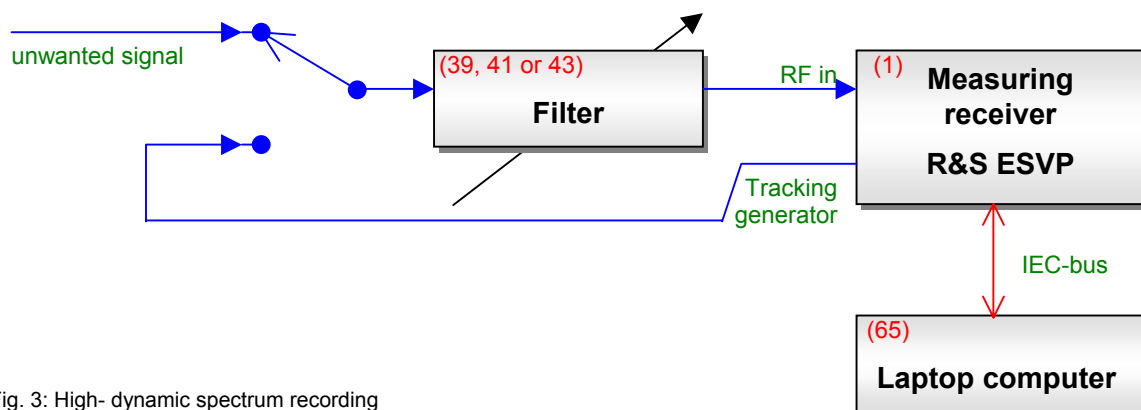 unwanted signal
(39, 41 or 43)
Filter
RF in
(1)
Measuring
receiver
R&S ESVP
Tracking
generator
IEC-bus
(65)
Laptop computer
ig. 3: High- dynamic spectrum recording